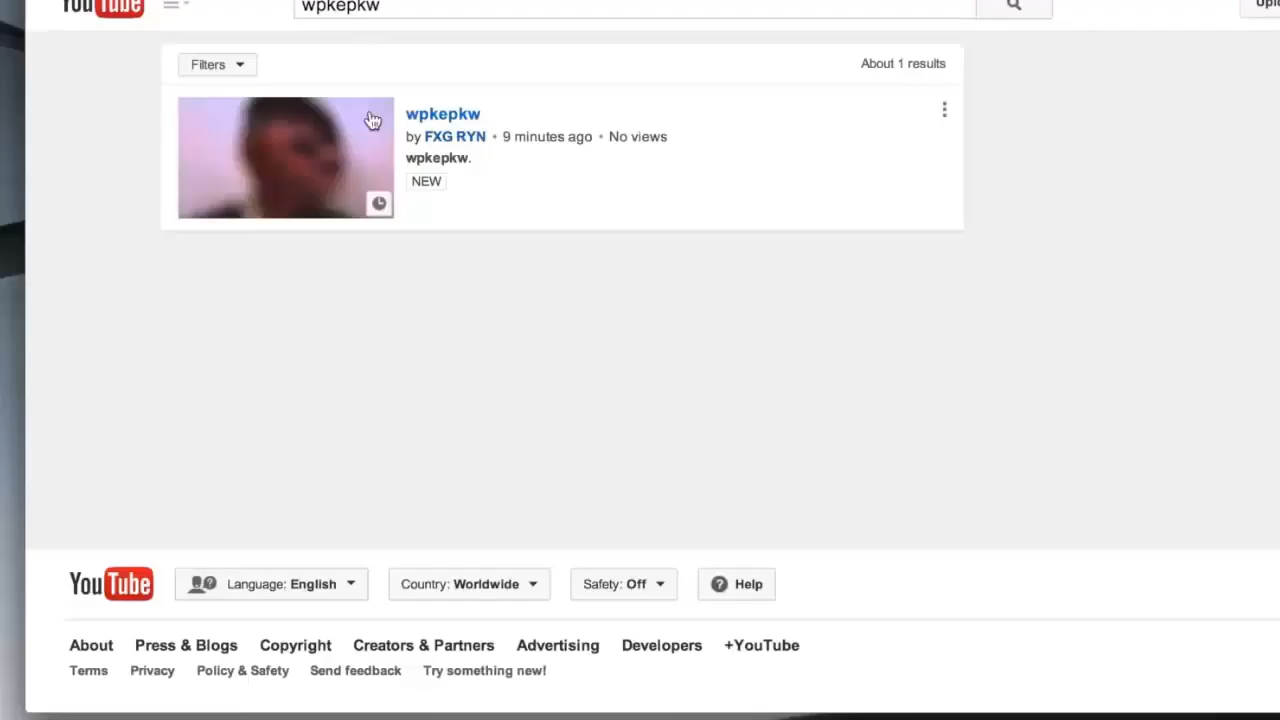 YouTube
wpkepkw
Filters
About 1 results
wpkepkw
by FXG RYN • 9 minutes ago • No views
wpkepkw.
NEW
YouTube
Language: English
Country: Worldwide
Safety: Off
Help
About Press & Blogs Copyright Creators & Partners Advertising Developers +YouTube
Terms Privacy Policy & Safety Send feedback Try something new!